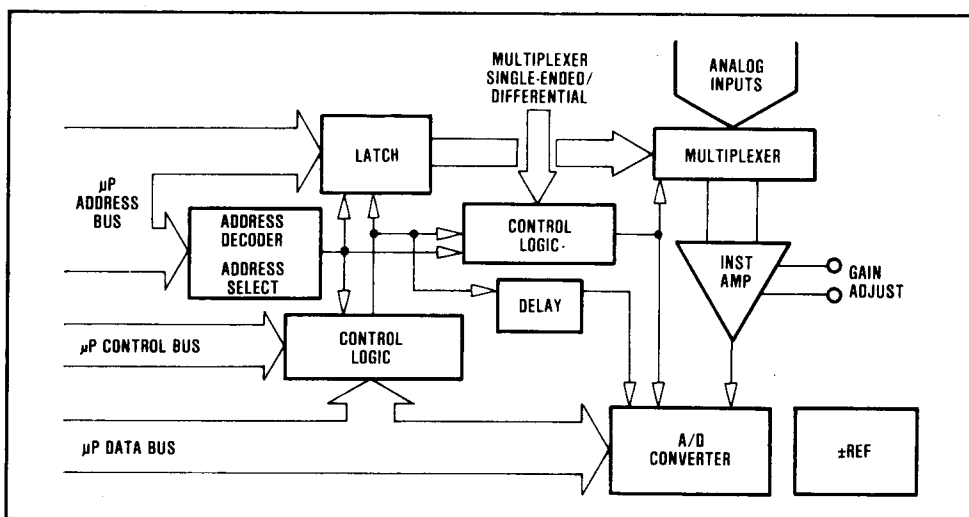 MULTIPLEXER
SINGLE-ENDED/
DIFFERENTIAL
ANALOG
INPUTS
LATCH
MULTIPLEXER
µP
ADDRESS
BUS
ADDRESS
DECODER
ADDRESS
SELECT
CONTROL
LOGIC
INST
AMP
GAIN
ADJUST
DELAY
µP CONTROL BUS
CONTROL
LOGIC
µP DATA BUS
A/D
CONVERTER
±REF